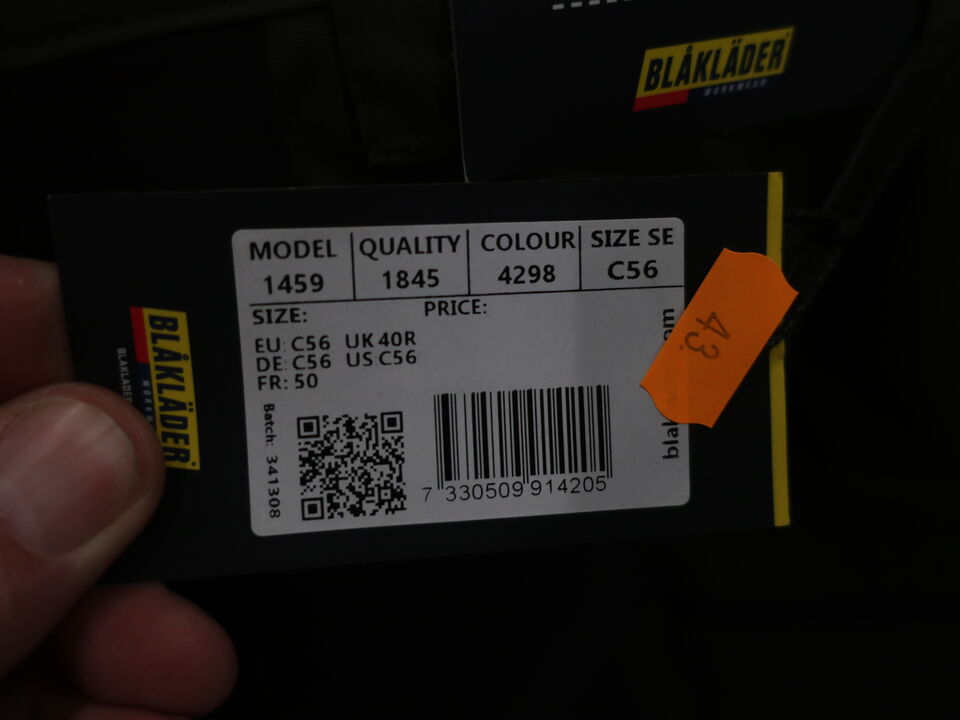 BLÅKLÄDER
WORKWEAR
MODEL QUALITY COLOUR SIZE SE
1459 1845 4298 C56
SIZE: PRICE:
EU: C56 UK 40R
DE: C56 US: C56
FR: 50
Batch: 341308
7 330509 914205
43.
BLÅKLÄDER